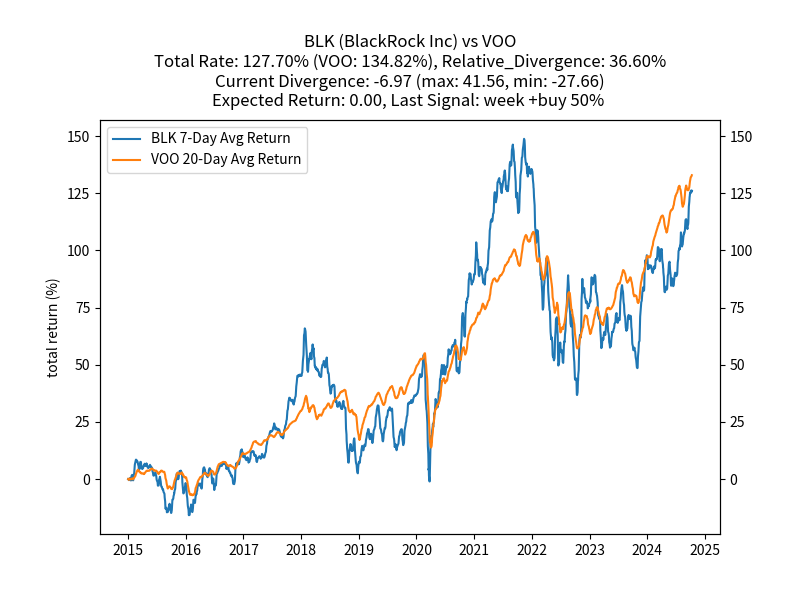 BLK (BlackRock Inc) vs VOO
Total Rate: 127.70% (VOO: 134.82%), Relative_Divergence: 36.60%
Current Divergence: -6.97 (max: 41.56, min: -27.66)
Expected Return: 0.00, Last Signal: week +buy 50%
BLK 7-Day Avg Return
VOO 20-Day Avg Return
total return (%)
150 150
125 125
100 100
75 75
50 50
25 25
0 0
2015 2016 2017 2018 2019 2020 2021 2022 2023 2024 2025